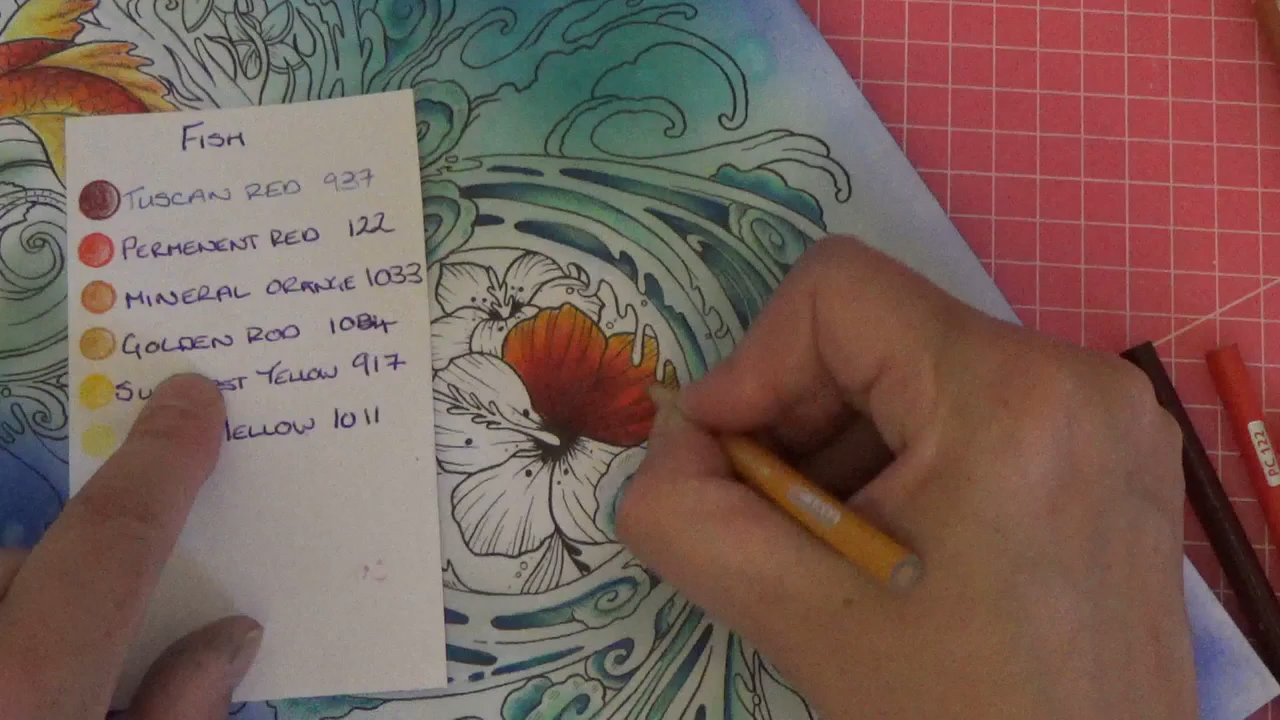 FISH
TUSCAN RED 937
PERMENENT RED 122
MINERAL ORANGE 1033
GOLDEN ROD 1034
YELLOW 917
YELLOW 1011
PC 122